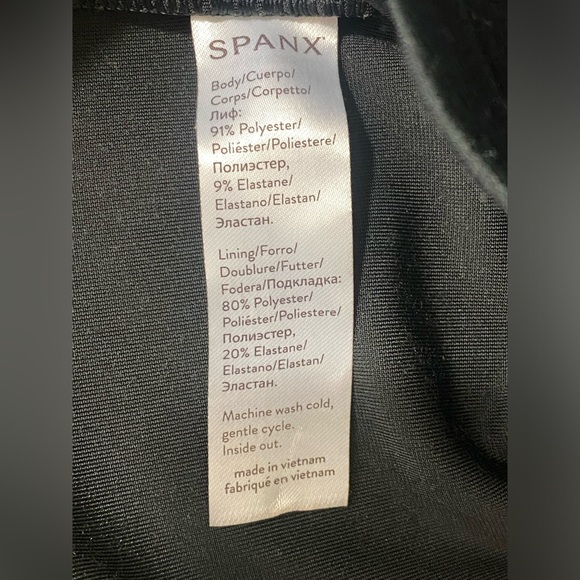 SPANX
Body/Cuerpo/
Corps/Corpetto/
Лиф:
91% Polyester/
Poliéster/Poliestere/
Полиэстер,
9% Elastane/
Elastano/Elastan/
Эластан.
Lining/Forro/
Doublure/Futter/
Fodera/Подкладка:
80% Polyester/
Poliéster/Poliestere/
Полиэстер,
20% Elastane/
Elastano/Elastan/
Эластан.
Machine wash cold,
gentle cycle.
Inside out.
made in vietnam
fabriqué en vietnam